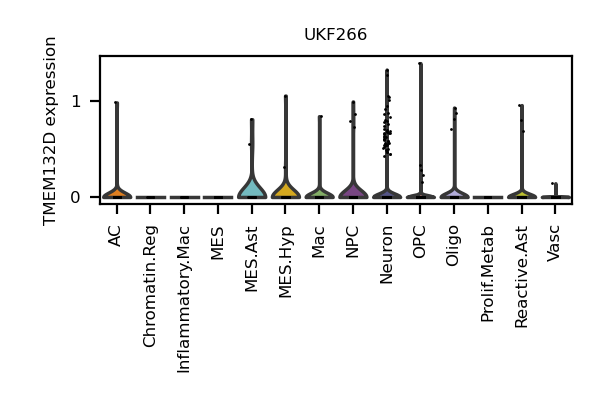 UKF266
TMEM132D expression
1
0
AC
Chromatin.Reg
Inflammatory.Mac
MES
MES.Ast
MES.Hyp
Mac
NPC
Neuron
OPC
Oligo
Prolif.Metab
Reactive.Ast
Vasc